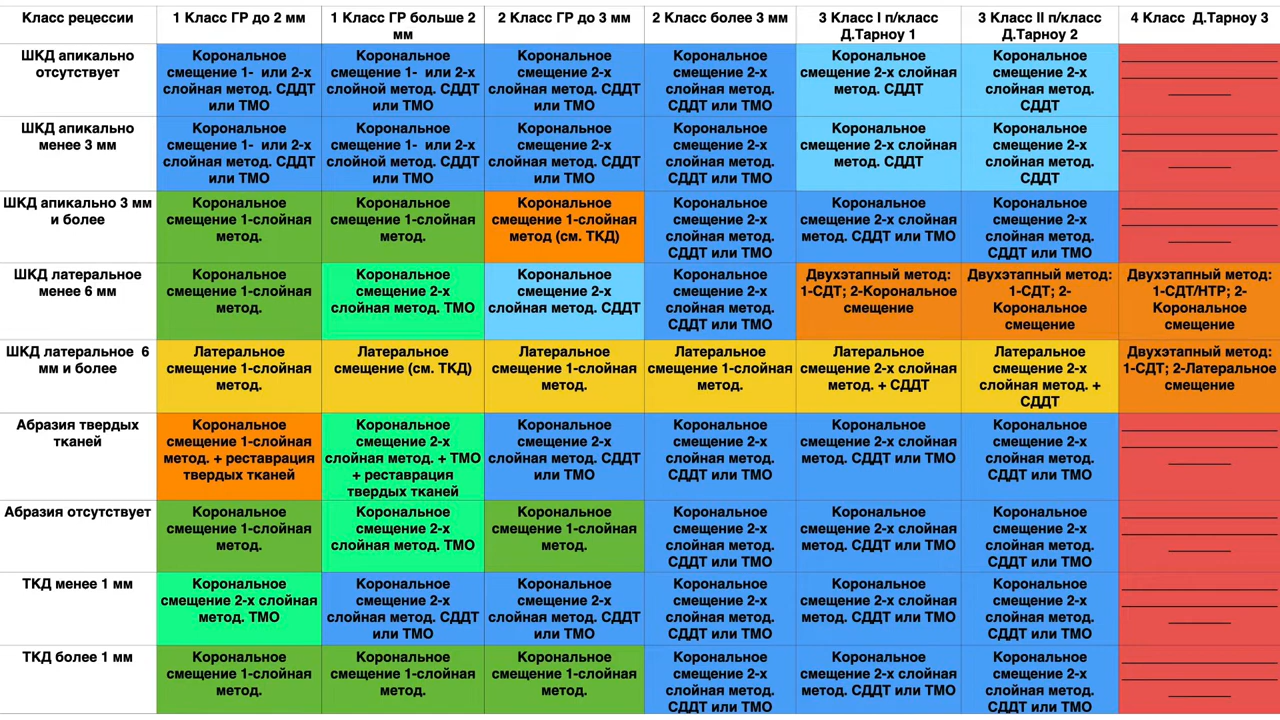 Класс рецессии
1 Класс ГР до 2 мм
1 Класс ГР больше 2
мм
2 Класс ГР до 3 мм
2 Класс более 3 мм
3 Класс I п/класс
Д.Тарноу 1
3 Класс II п/класс
Д.Тарноу 2
4 Класс Д.Тарноу 3
ШКД апикально
отсутствует
Корональное
смещение 1- или 2-х
слойная метод. СДДТ
или ТМО
Корональное
смещение 1- или 2-х
слойной метод. СДДТ
или ТМО
Корональное
смещение 2-х
слойная метод. СДДТ
или ТМО
Корональное
смещение 2-х
слойная метод.
СДДТ или ТМО
Корональное
смещение 2-х слойная
метод. СДДТ
Корональное
смещение 2-х
слойная метод.
СДДТ
ШКД апикально
менее 3 мм
Корональное
смещение 1- или 2-х
слойная метод. СДДТ
или ТМО
Корональное
смещение 1- или 2-х
слойной метод. СДДТ
или ТМО
Корональное
смещение 2-х
слойная метод. СДДТ
или ТМО
Корональное
смещение 2-х
слойная метод.
СДДТ или ТМО
Корональное
смещение 2-х слойная
метод. СДДТ
Корональное
смещение 2-х
слойная метод.
СДДТ
ШКД апикально 3 мм
и более
Корональное
смещение 1-слойная
метод.
Корональное
смещение 1-слойная
метод.
Корональное
смещение 1-слойная
метод (см. ТКД)
Корональное
смещение 2-х
слойная метод.
СДДТ или ТМО
Корональное
смещение 2-х слойная
метод. СДДТ или ТМО
Корональное
смещение 2-х
слойная метод.
СДДТ или ТМО
ШКД латеральное
менее 6 мм
Корональное
смещение 1-слойная
метод.
Корональное
смещение 2-х
слойная метод. ТМО
Корональное
смещение 2-х
слойная метод. СДДТ
Корональное
смещение 2-х
слойная метод.
СДДТ или ТМО
Двухэтапный метод:
1-СДТ; 2-Корональное
смещение
Двухэтапный метод:
1-СДТ; 2-
Корональное
смещение
Двухэтапный метод:
1-СДТ/НТР; 2-
Корональное
смещение
ШКД латеральное 6
мм и более
Латеральное
смещение 1-слойная
метод.
Латеральное
смещение (см. ТКД)
Латеральное
смещение 1-слойная
метод.
Латеральное
смещение 1-слойная
метод.
Латеральное
смещение 2-х слойная
метод. + СДДТ
Латеральное
смещение 2-х
слойная метод. +
СДДТ
Двухэтапный метод:
1-СДТ; 2-Латеральное
смещение
Абразия твердых
тканей
Корональное
смещение 1-слойная
метод. + реставрация
твердых тканей
Корональное
смещение 2-х
слойная метод. + ТМО
+ реставрация
твердых тканей
Корональное
смещение 2-х
слойная метод. СДДТ
или ТМО
Корональное
смещение 2-х
слойная метод.
СДДТ или ТМО
Корональное
смещение 2-х слойная
метод. СДДТ или ТМО
Корональное
смещение 2-х
слойная метод.
СДДТ или ТМО
Абразия отсутствует
Корональное
смещение 1-слойная
метод.
Корональное
смещение 2-х
слойная метод. ТМО
Корональное
смещение 1-слойная
метод.
Корональное
смещение 2-х
слойная метод.
СДДТ или ТМО
Корональное
смещение 2-х слойная
метод. СДДТ или ТМО
Корональное
смещение 2-х
слойная метод.
СДДТ или ТМО
ТКД менее 1 мм
Корональное
смещение 2-х слойная
метод. ТМО
Корональное
смещение 2-х
слойная метод. СДДТ
или ТМО
Корональное
смещение 2-х
слойная метод. СДДТ
или ТМО
Корональное
смещение 2-х
слойная метод.
СДДТ или ТМО
Корональное
смещение 2-х слойная
метод. СДДТ или ТМО
Корональное
смещение 2-х
слойная метод.
СДДТ или ТМО
ТКД более 1 мм
Корональное
смещение 1-слойная
метод.
Корональное
смещение 1-слойная
метод.
Корональное
смещение 1-слойная
метод.
Корональное
смещение 2-х
слойная метод.
СДДТ или ТМО
Корональное
смещение 2-х слойная
метод. СДДТ или ТМО
Корональное
смещение 2-х
слойная метод.
СДДТ или ТМО